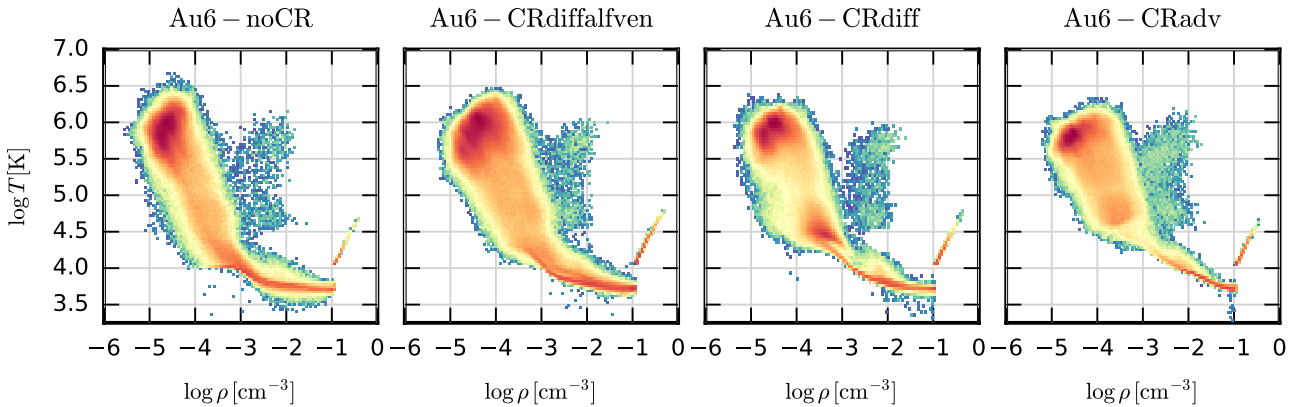 Au6 − noCR
Au6 − CRdiffalfven
Au6 − CRdiff
Au6 − CRadv
log T [K]
7.0
6.5
6.0
5.5
5.0
4.5
4.0
3.5
−6 −5 −4 −3 −2 −1 0
−6 −5 −4 −3 −2 −1 0
−6 −5 −4 −3 −2 −1 0
−6 −5 −4 −3 −2 −1 0
log ρ [cm⁻³]
log ρ [cm⁻³]
log ρ [cm⁻³]
log ρ [cm⁻³]